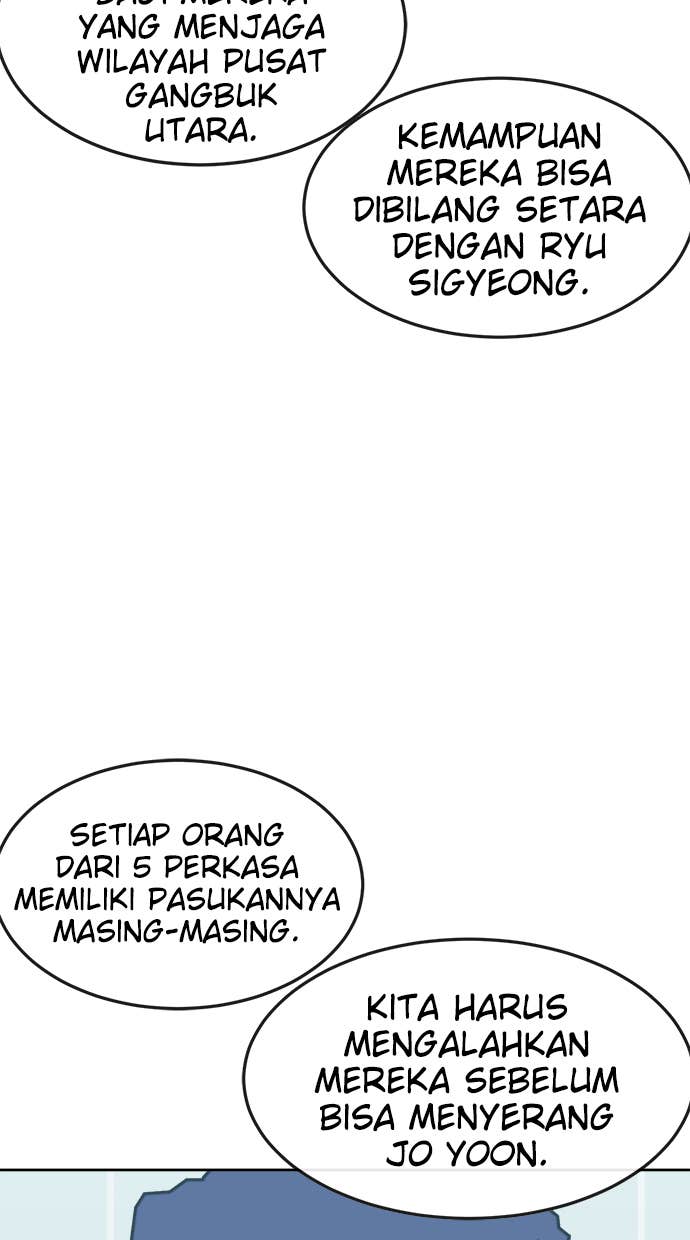 YANG MENJAGA
WILAYAH PUSAT
GANGBUK
UTARA.
KEMAMPUAN
MEREKA BISA
DIBILANG SETARA
DENGAN RYU
SIGYEONG.
SETIAP ORANG
DARI 5 PERKASA
MEMILIKI PASUKANNYA
MASING-MASING.
KITA HARUS
MENGALAHKAN
MEREKA SEBELUM
BISA MENYERANG
JO YOON.